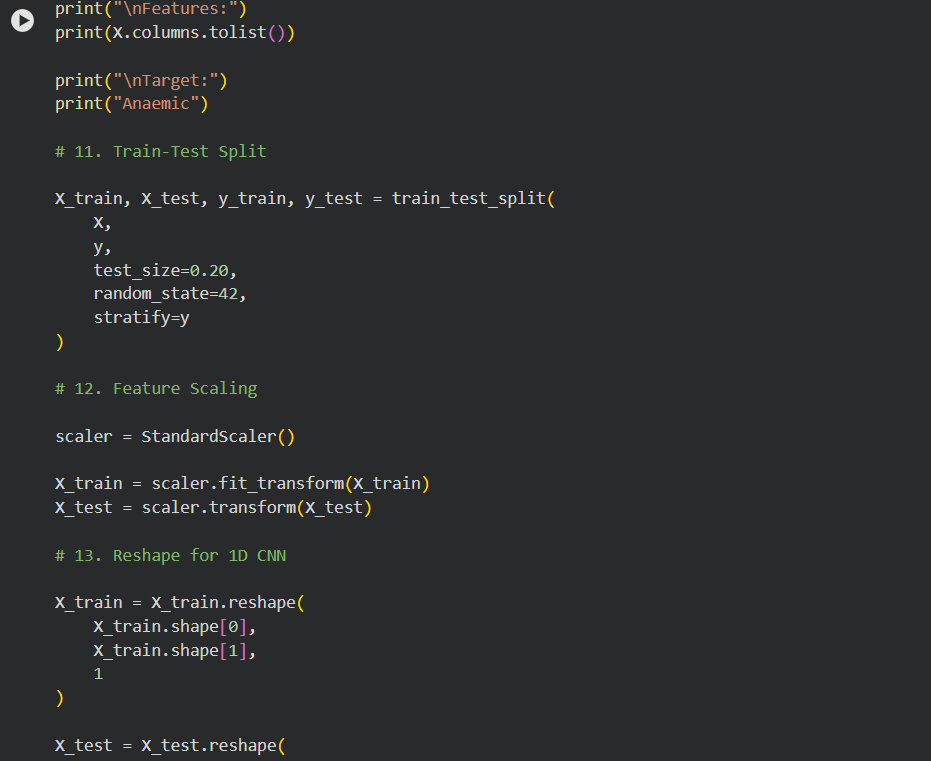 print("\nFeatures:")
print(X.columns.tolist())
print("\nTarget:")
print("Anaemic")
# 11. Train-Test Split
X_train, X_test, y_train, y_test = train_test_split(
    X,
    y,
    test_size=0.20,
    random_state=42,
    stratify=y
)
# 12. Feature Scaling
scaler = StandardScaler()
X_train = scaler.fit_transform(X_train)
X_test = scaler.transform(X_test)
# 13. Reshape for 1D CNN
X_train = X_train.reshape(
    X_train.shape[0],
    X_train.shape[1],
    1
)
X_test = X_test.reshape(